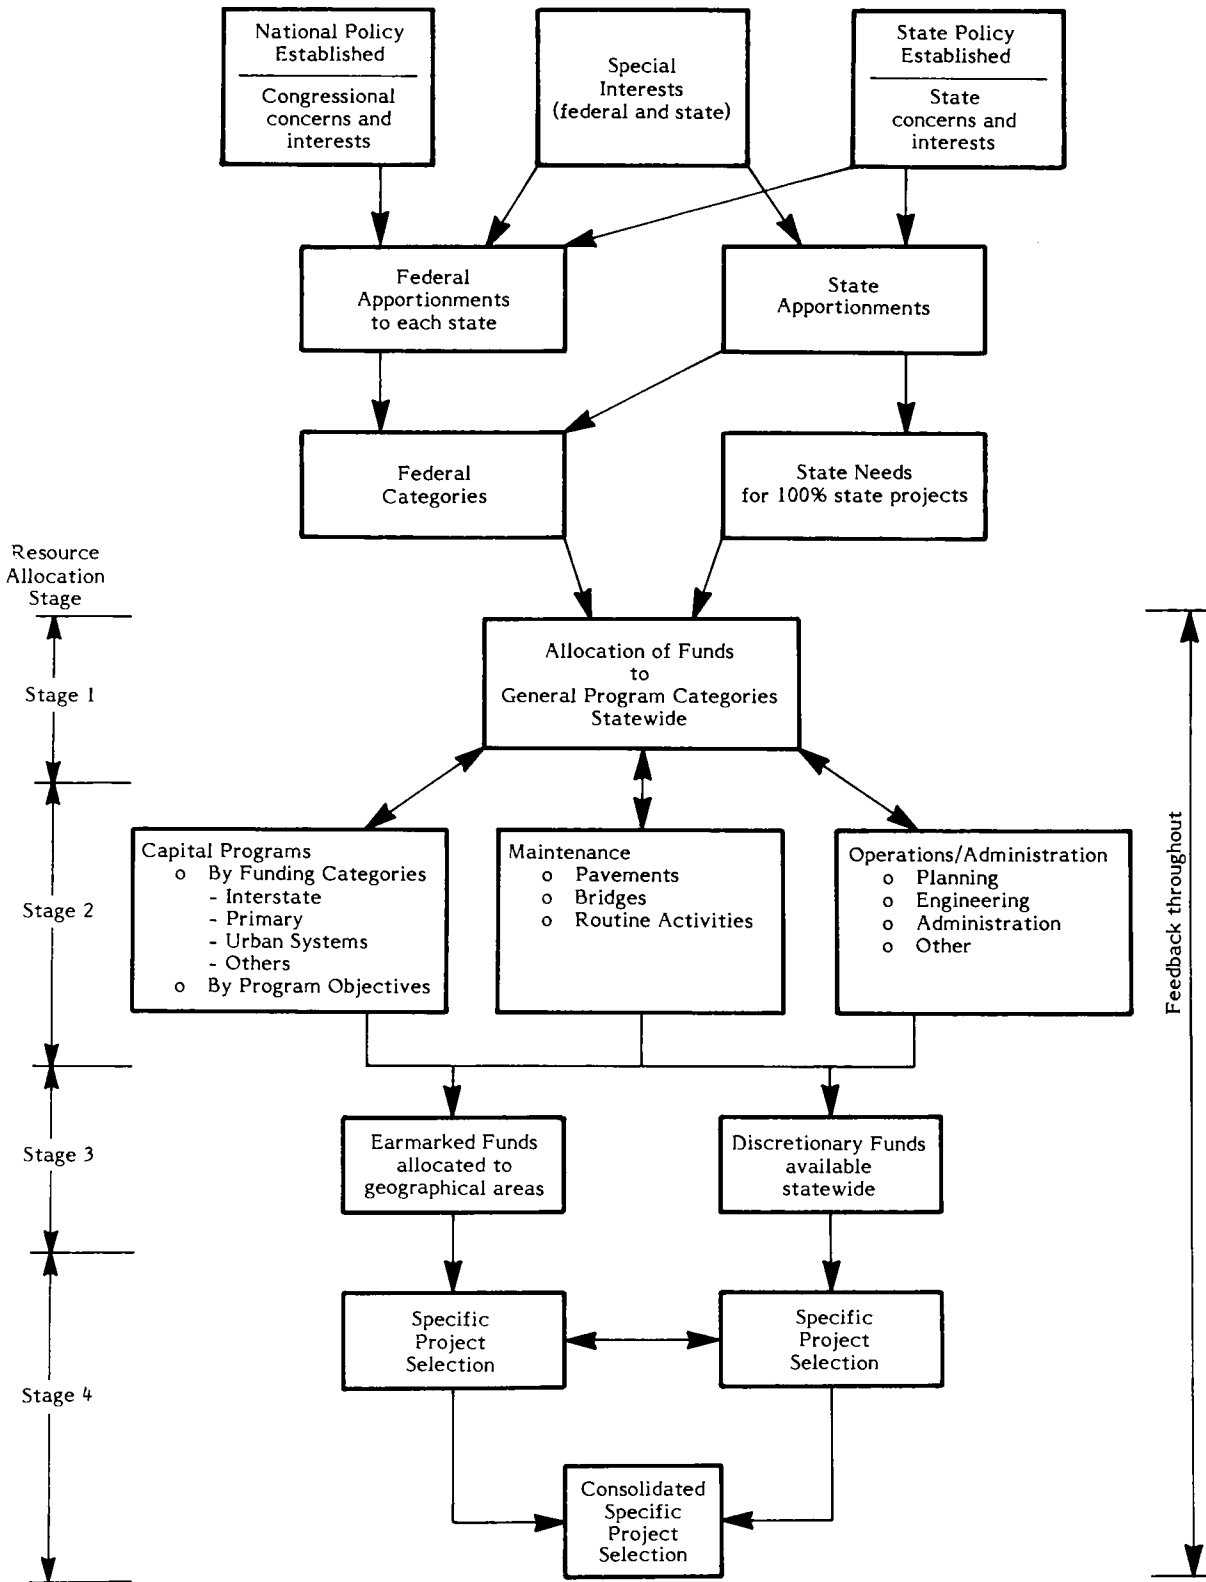 National Policy
Established
Congressional
concerns and
interests
Special
Interests
(federal and state)
State Policy
Established
State
concerns and
interests
Federal
Apportionments
to each state
State
Apportionments
Federal
Categories
State Needs
for 100% state projects
Resource
Allocation
Stage
Stage 1
Allocation of Funds
to
General Program Categories
Statewide
Stage 2
Capital Programs
o By Funding Categories
- Interstate
- Primary
- Urban Systems
- Others
o By Program Objectives
Maintenance
o Pavements
o Bridges
o Routine Activities
Operations/Administration
o Planning
o Engineering
o Administration
o Other
Feedback throughout
Stage 3
Earmarked Funds
allocated to
geographical areas
Discretionary Funds
available
statewide
Stage 4
Specific
Project
Selection
Specific
Project
Selection
Consolidated
Specific
Project
Selection